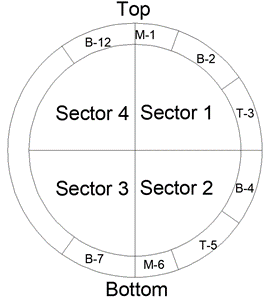 Top
B-12
M-1
B-2
Sector 4
Sector 1
T-3
Sector 3
Sector 2
B-4
B-7
M-6
T-5
Bottom